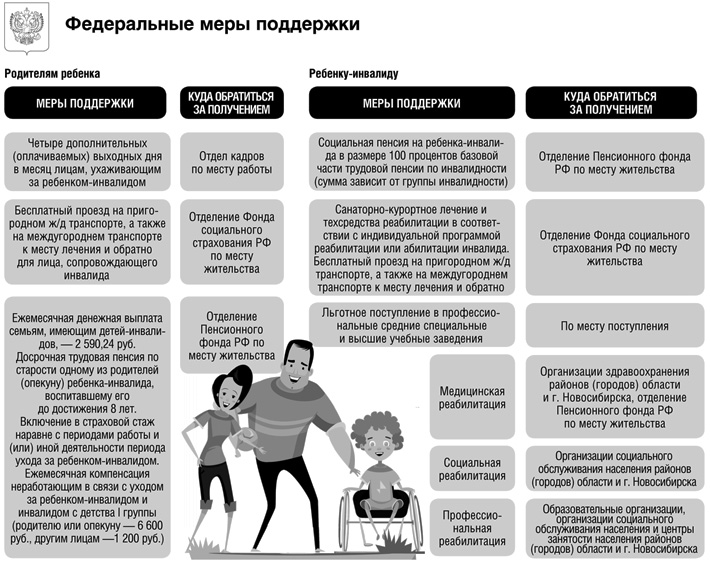 Федеральные меры поддержки
Родителям ребенка
МЕРЫ ПОДДЕРЖКИ
КУДА ОБРАТИТЬСЯ
ЗА ПОЛУЧЕНИЕМ
Четыре дополнительных
(оплачиваемых) выходных дня
в месяц лицам, ухаживающим
за ребенком-инвалидом
Отдел кадров
по месту работы
Бесплатный проезд на приго-
родном ж/д транспорте, а также
на междугороднем транспорте
к месту лечения и обратно
для лица, сопровождающего
инвалида
Отделение Фонда
социального
страхования РФ
по месту
жительства
Ежемесячная денежная выплата
семьям, имеющим детей-инвали-
дов, — 2 590,24 руб.
Досрочная трудовая пенсия по
старости одному из родителей
(опекуну) ребенка-инвалида,
воспитавшему его
до достижения 8 лет.
Включение в страховой стаж
наравне с периодами работы и
(или) иной деятельности периода
ухода за ребенком-инвалидом.
Ежемесячная компенсация
неработающим в связи с уходом
за ребенком-инвалидом и
инвалидом с детства I группы
(родителю или опекуну — 6 600
руб., другим лицам —1 200 руб.)
Отделение
Пенсионного
фонда РФ по
месту жительства
Ребенку-инвалиду
МЕРЫ ПОДДЕРЖКИ
КУДА ОБРАТИТЬСЯ
ЗА ПОЛУЧЕНИЕМ
Социальная пенсия на ребенка-инвали-
да в размере 100 процентов базовой
части трудовой пенсии по инвалидности
(сумма зависит от группы инвалидности)
Отделение Пенсионного фонда
РФ по месту жительства
Санаторно-курортное лечение и
техсредства реабилитации в соответст-
вии с индивидуальной программой
реабилитации или абилитации инвалида.
Бесплатный проезд на пригородном ж/д
транспорте, а также на междугороднем
транспорте к месту лечения и обратно
Отделение Фонда социального
страхования РФ по месту
жительства
Льготное поступление в професси-
ональные средние специальные
и высшие учебные заведения
По месту поступления
Медицинская
реабилитация
Организации здравоохранения
районов (городов) области
и г. Новосибирска, отделение
Пенсионного фонда РФ
по месту жительства
Социальная
реабилитация
Организации социального
обслуживания населения районов
(городов) области и г. Новосибирска
Профессио-
нальная
реабилитация
Образовательные организации,
организации социального
обслуживания населения и центры
занятости населения районов
(городов) области и г. Новосибирска